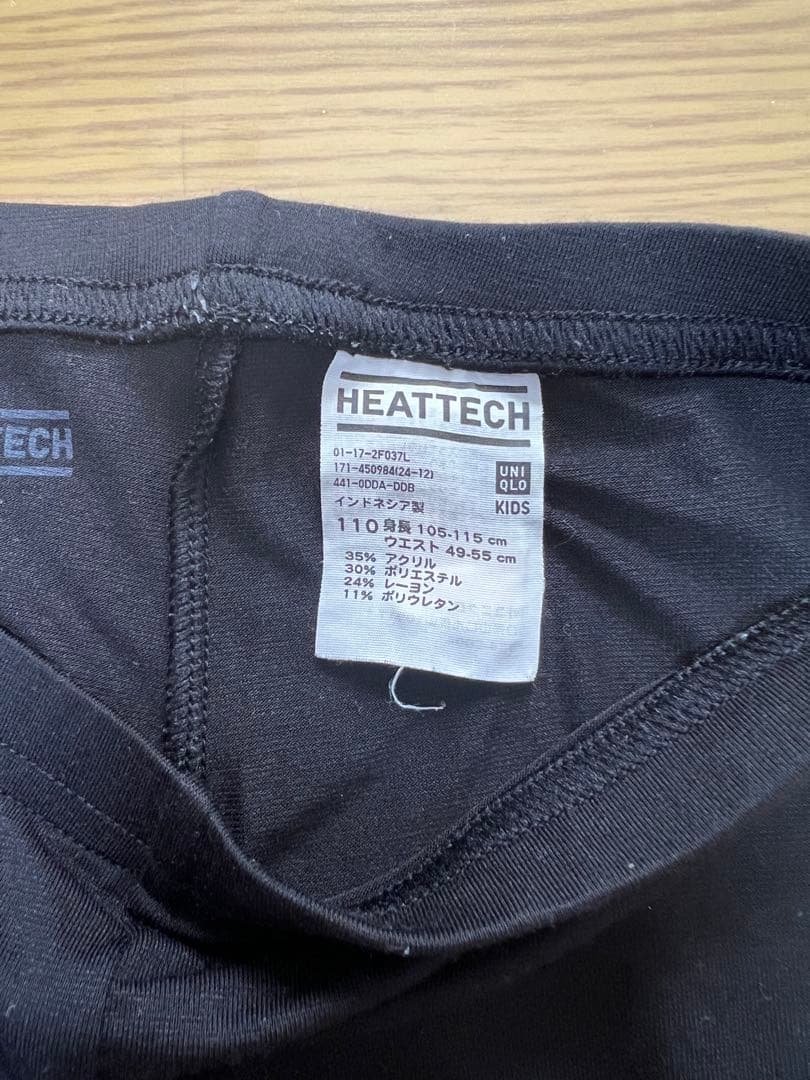 TECH
HEATTECH
01-17-2F037L
171-450984(24-12)
441-0DDA-DDB
インドネシア製
UNI
QLO
KIDS
110 身長 105-115 cm
ウエスト 49-55 cm
35% アクリル
30% ポリエステル
24% レーヨン
11% ポリウレタン